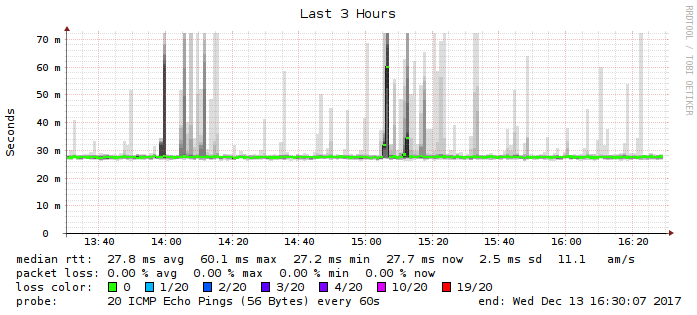 Last 3 Hours
70 m
60 m
50 m
40 m
30 m
20 m
10 m
0
Seconds
13:40 14:00 14:20 14:40 15:00 15:20 15:40 16:00 16:20
RRDTOOL / TOBI OETIKER
median rtt: 27.8 ms avg 60.1 ms max 27.2 ms min 27.7 ms now 2.5 ms sd 11.1 am/s
packet loss: 0.00 % avg 0.00 % max 0.00 % min 0.00 % now
loss color: 0 1/20 2/20 3/20 4/20 10/20 19/20
probe: 20 ICMP Echo Pings (56 Bytes) every 60s end: Wed Dec 13 16:30:07 2017